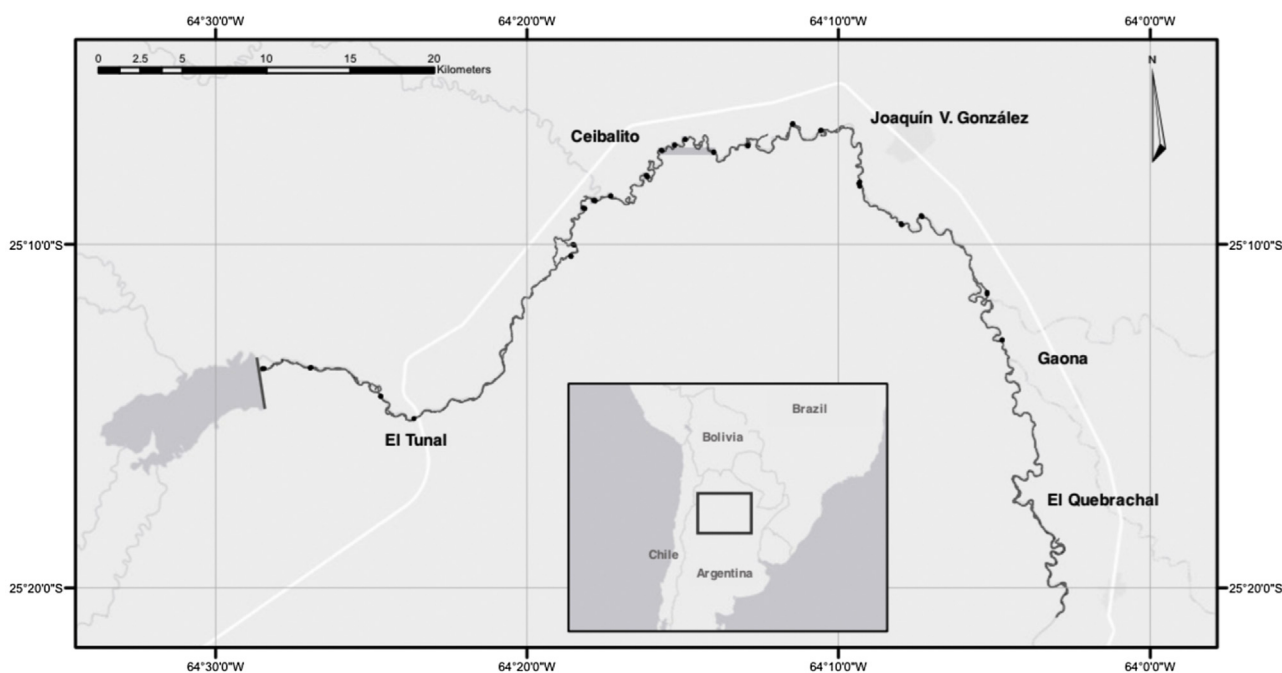 64°30'0"W 64°20'0"W 64°10'0"W 64°0'0"W
0 2.5 5 10 15 20
Kilometers
N
Joaquín V. González
Ceibalito
25°10'0"S 25°10'0"S
Gaona
El Tunal
Brazil
Bolivia
El Quebrachal
Chile
Argentina
25°20'0"S 25°20'0"S
64°30'0"W 64°20'0"W 64°10'0"W 64°0'0"W